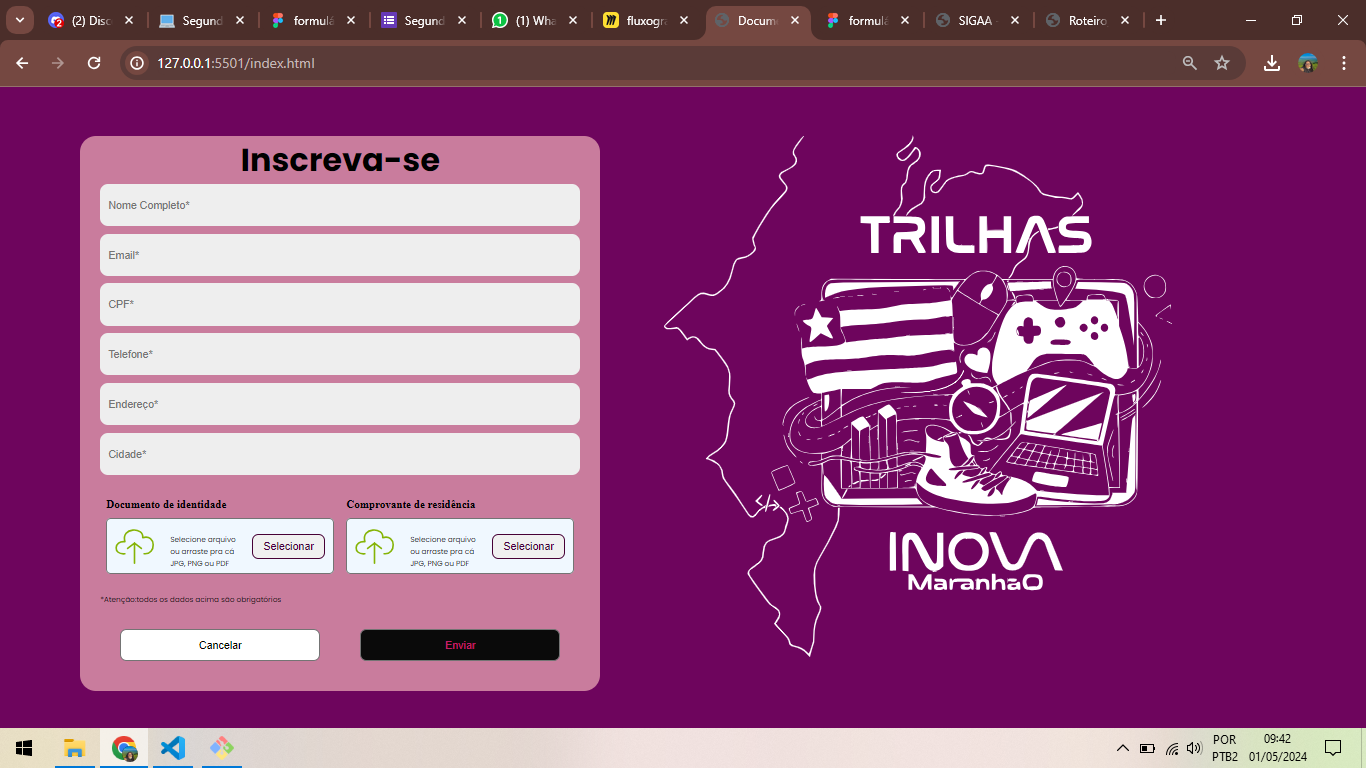 (2) Disc
Segund
formulá
Segund
(1) Wha
fluxogra
Docum
formulá
SIGAA -
Roteiro
127.0.0.1:5501/index.html
Inscreva-se
Nome Completo*
Email*
CPF*
Telefone*
Endereço*
Cidade*
Documento de identidade
Comprovante de residência
Selecione arquivo
ou arraste pra cá
JPG, PNG ou PDF
Selecionar
Selecione arquivo
ou arraste pra cá
JPG, PNG ou PDF
Selecionar
*Atenção:todos os dados acima são obrigatórios
Cancelar
Enviar
TRILHAS
</>
INOVA
MaranhãO
POR
PTB2
09:42
01/05/2024